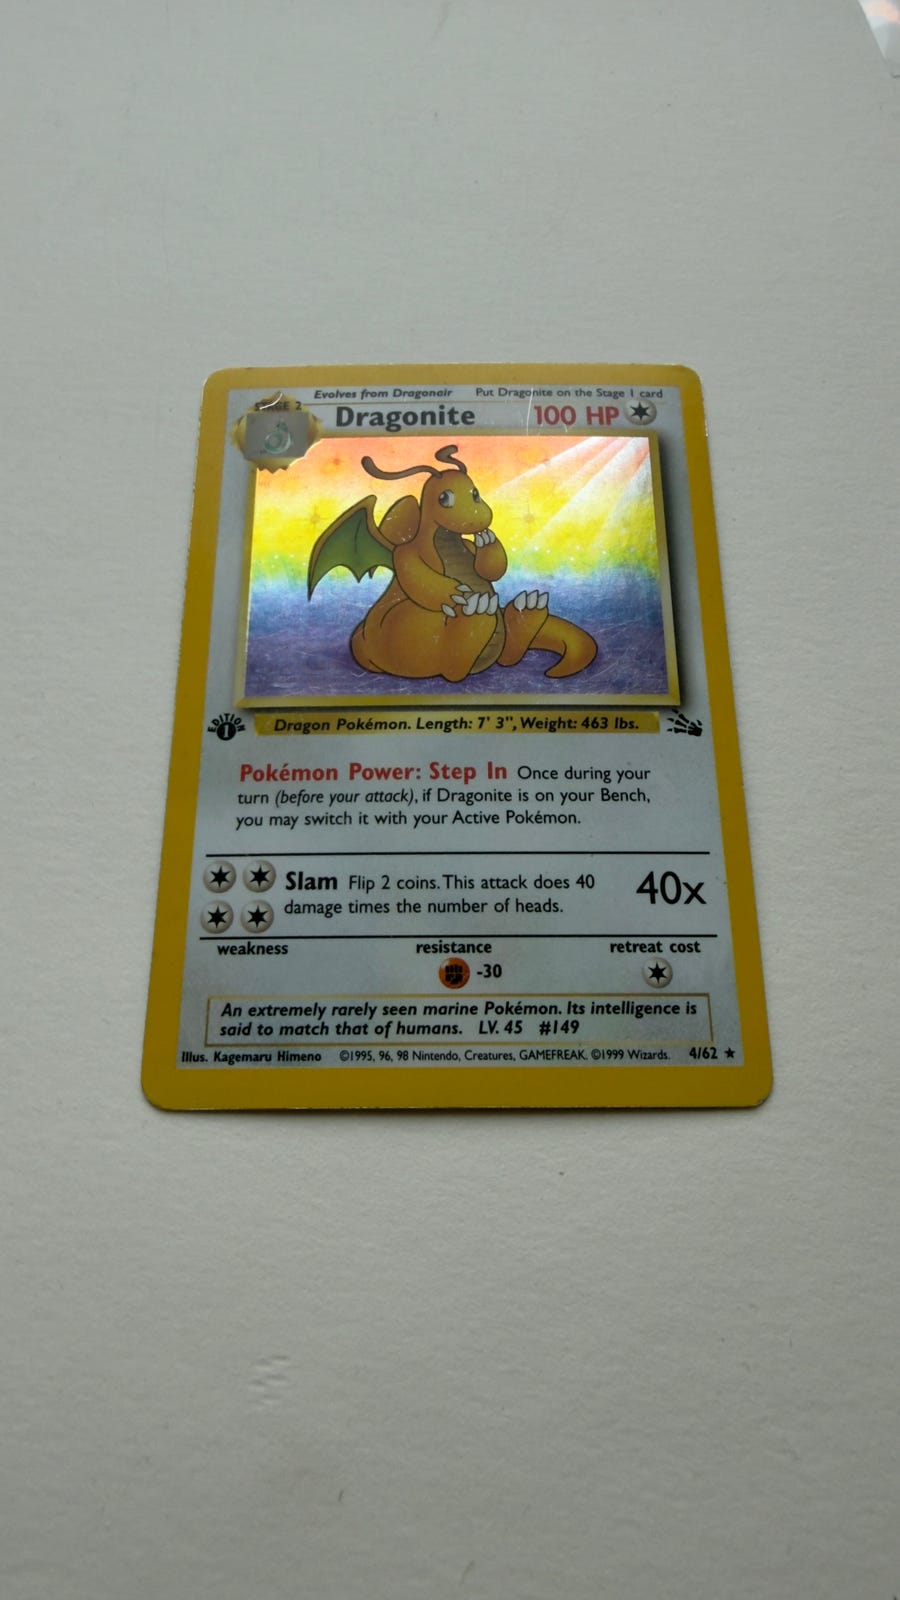 Evolves from Dragonair Put Dragonite on the Stage 1 card
STAGE 2
Dragonite 100 HP
EDITION
1
Dragon Pokémon. Length: 7' 3", Weight: 463 lbs.
Pokémon Power: Step In Once during your
turn (before your attack), if Dragonite is on your Bench,
you may switch it with your Active Pokémon.
Slam Flip 2 coins. This attack does 40
damage times the number of heads.
40x
weakness resistance retreat cost
-30
An extremely rarely seen marine Pokémon. Its intelligence is
said to match that of humans. LV. 45 #149
Illus. Kagemaru Himeno ©1995, 96, 98 Nintendo, Creatures, GAMEFREAK. ©1999 Wizards. 4/62 ★